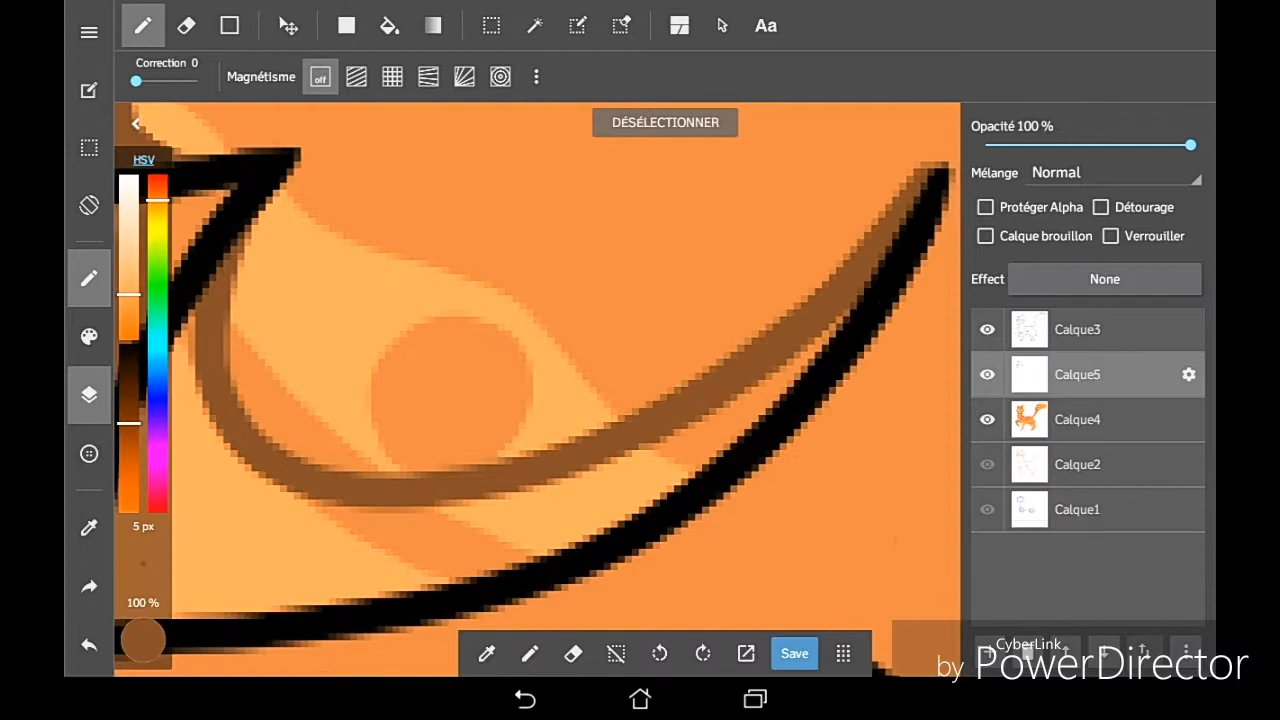 Aa
Correction 0
Magnétisme
off
DÉSÉLECTIONNER
HSV
5 px
100 %
Opacité 100 %
Mélange Normal
Protéger Alpha Détourage
Calque brouillon Verrouiller
Effect None
Calque3
Calque5
Calque4
Calque2
Calque1
Save
CyberLink
by PowerDirector